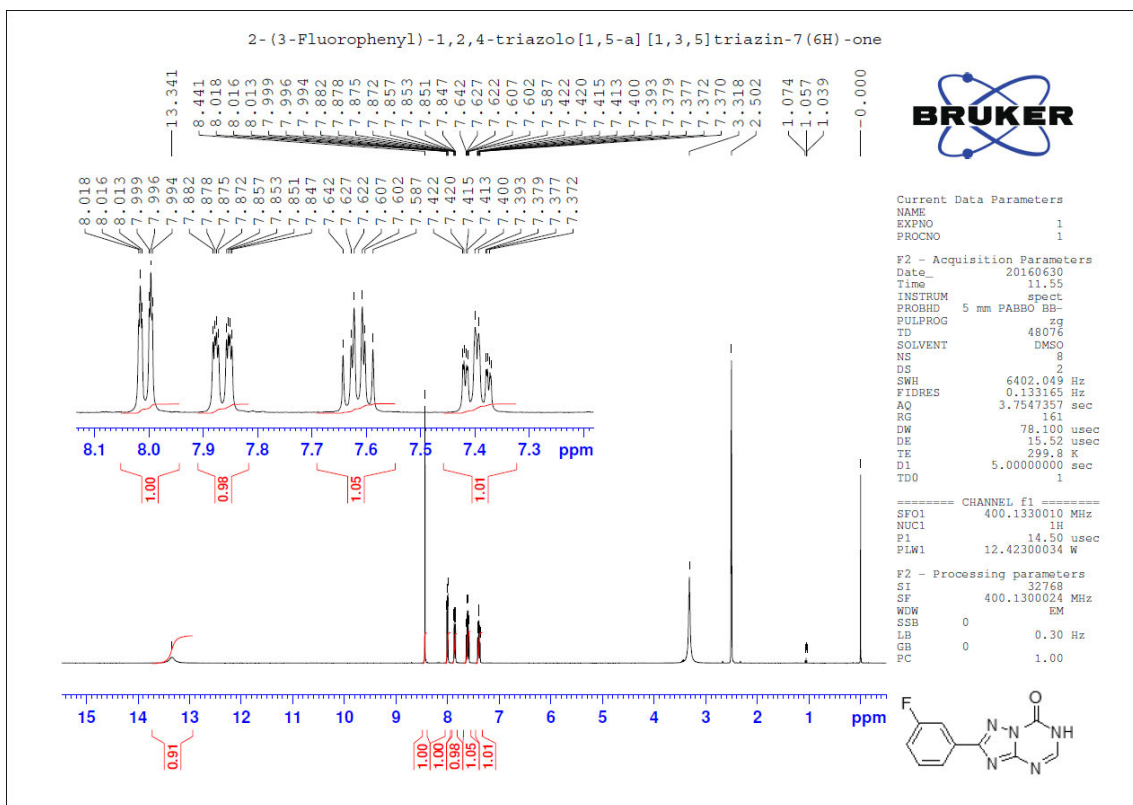 2-(3-Fluorophenyl)-1,2,4-triazolo[1,5-a][1,3,5]triazin-7(6H)-one
13.341
8.441
8.018
8.016
8.013
7.999
7.996
7.994
7.882
7.878
7.875
7.872
7.857
7.853
7.851
7.847
7.642
7.627
7.622
7.607
7.602
7.587
7.422
7.420
7.415
7.413
7.400
7.393
7.379
7.377
7.372
7.370
3.318
2.502
1.074
1.057
1.039
-0.000
8.018
8.016
8.013
7.999
7.996
7.994
7.882
7.878
7.875
7.872
7.857
7.853
7.851
7.847
7.642
7.627
7.622
7.607
7.602
7.587
7.422
7.420
7.415
7.413
7.400
7.393
7.379
7.377
7.372
8.1 8.0 7.9 7.8 7.7 7.6 7.5 7.4 7.3 ppm
1.00 0.98 1.05 1.01
15 14 13 12 11 10 9 8 7 6 5 4 3 2 1 ppm
0.91 1.00 1.00 0.98 1.05 1.01
BRUKER
Current Data Parameters
NAME
EXPNO 1
PROCNO 1
F2 - Acquisition Parameters
Date_ 20160630
Time 11.55
INSTRUM spect
PROBHD 5 mm PABBO BB-
PULPROG zg
TD 48076
SOLVENT DMSO
NS 8
DS 2
SWH 6402.049 Hz
FIDRES 0.133165 Hz
AQ 3.7547357 sec
RG 161
DW 78.100 usec
DE 15.52 usec
TE 299.8 K
D1 5.00000000 sec
TD0 1
======== CHANNEL f1 ========
SFO1 400.1330010 MHz
NUC1 1H
P1 14.50 usec
PLW1 12.42300034 W
F2 - Processing parameters
SI 32768
SF 400.1300024 MHz
WDW EM
SSB 0
LB 0.30 Hz
GB 0
PC 1.00
F
O
N
N
NH
N
N